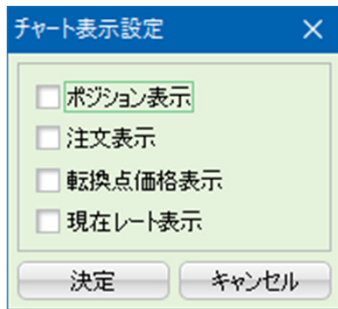 チャート表示設定
ポジション表示
注文表示
転換点価格表示
現在レート表示
決定 キャンセル